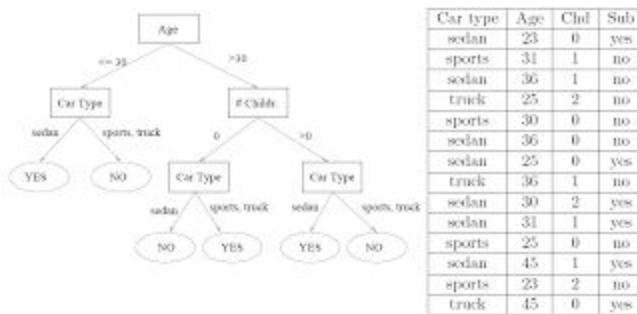 Age
<= 30
>30
Car Type
# Childr.
sedan
sports, truck
0
>0
YES
NO
Car Type
Car Type
sedan
sports, truck
sedan
sports, truck
NO
YES
YES
NO
Car type Age Chd Sub
sedan 23 0 yes
sports 31 1 no
sedan 36 1 no
truck 25 2 no
sports 30 0 no
sedan 36 0 no
sedan 25 0 yes
truck 36 1 no
sedan 30 2 yes
sedan 31 1 yes
sports 25 0 no
sedan 45 1 yes
sports 23 2 no
truck 45 0 yes